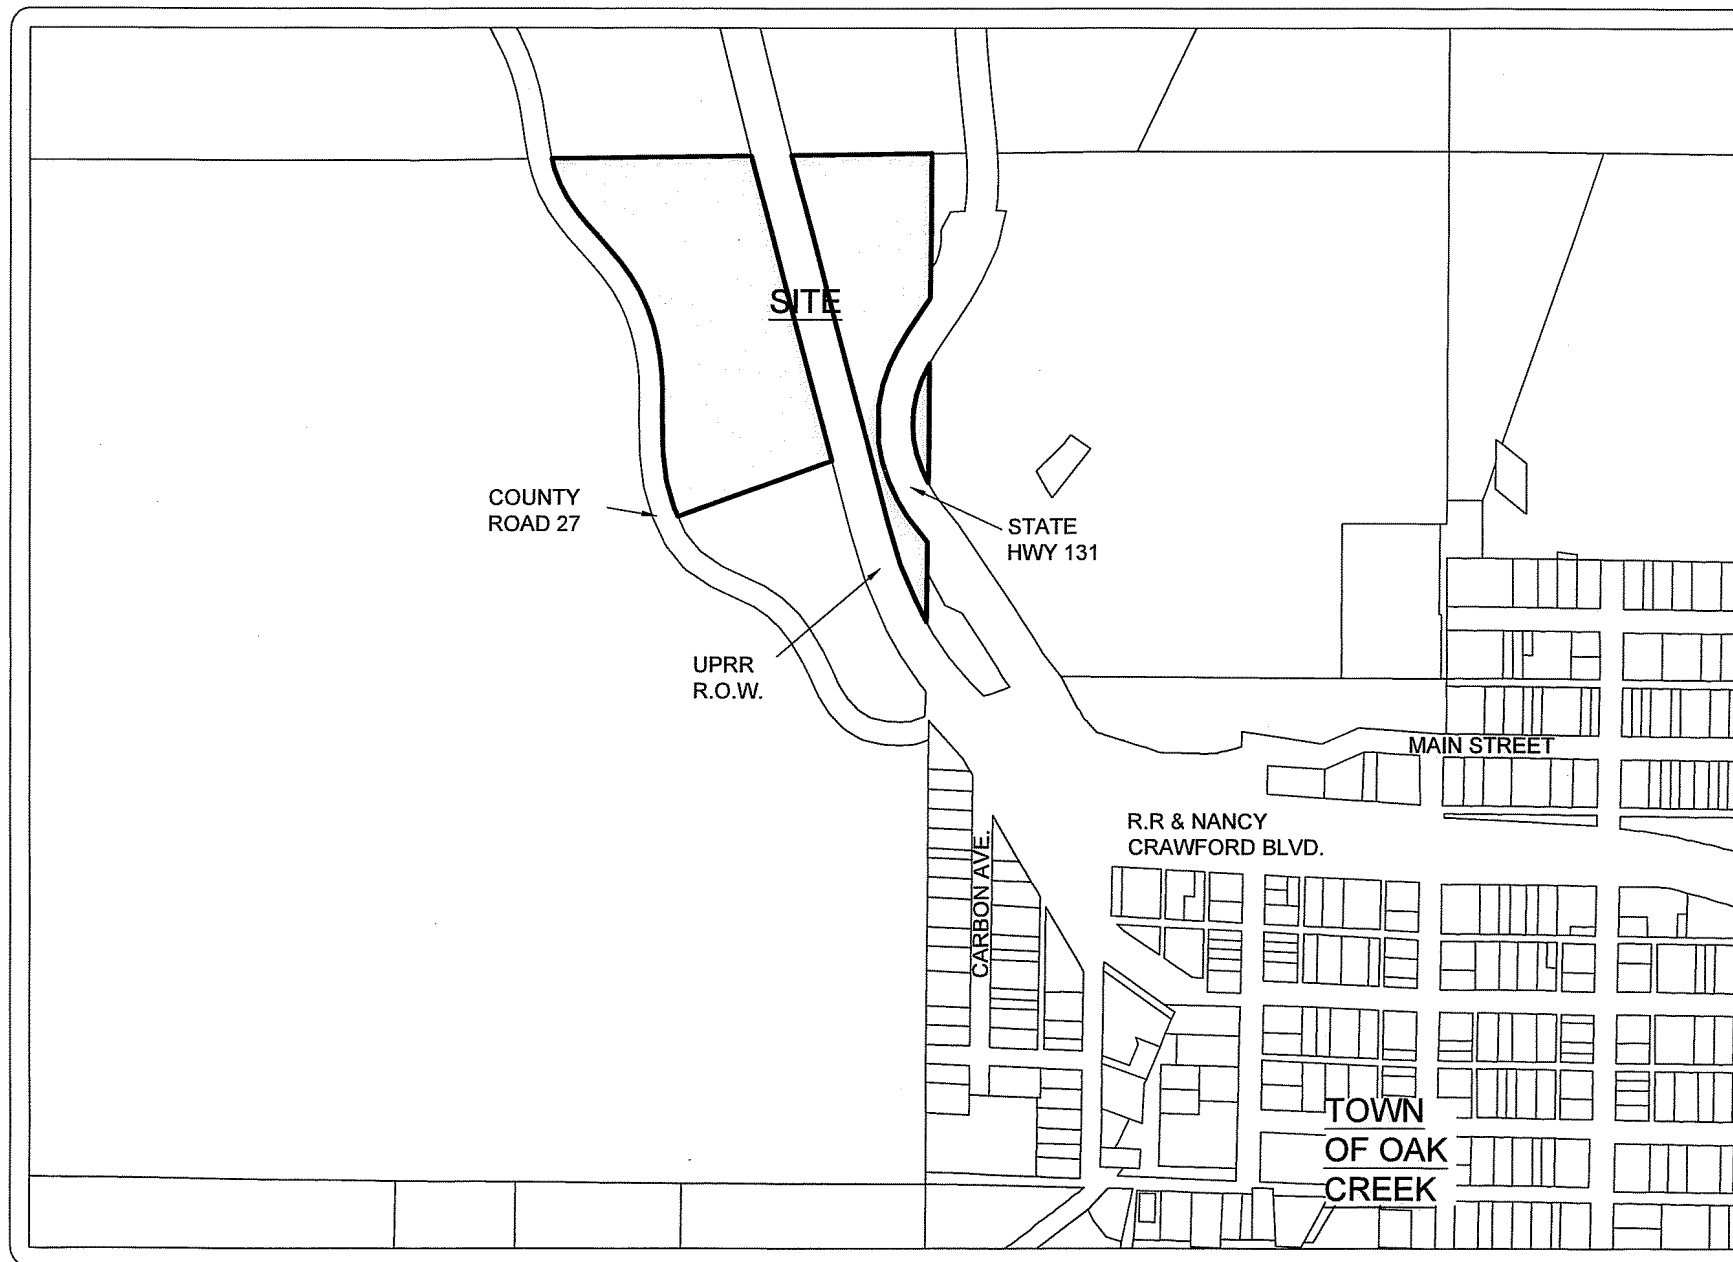 SITE
COUNTY
ROAD 27
STATE
HWY 131
UPRR
R.O.W.
MAIN STREET
R.R & NANCY
CRAWFORD BLVD.
CARBON AVE.
TOWN
OF OAK
CREEK